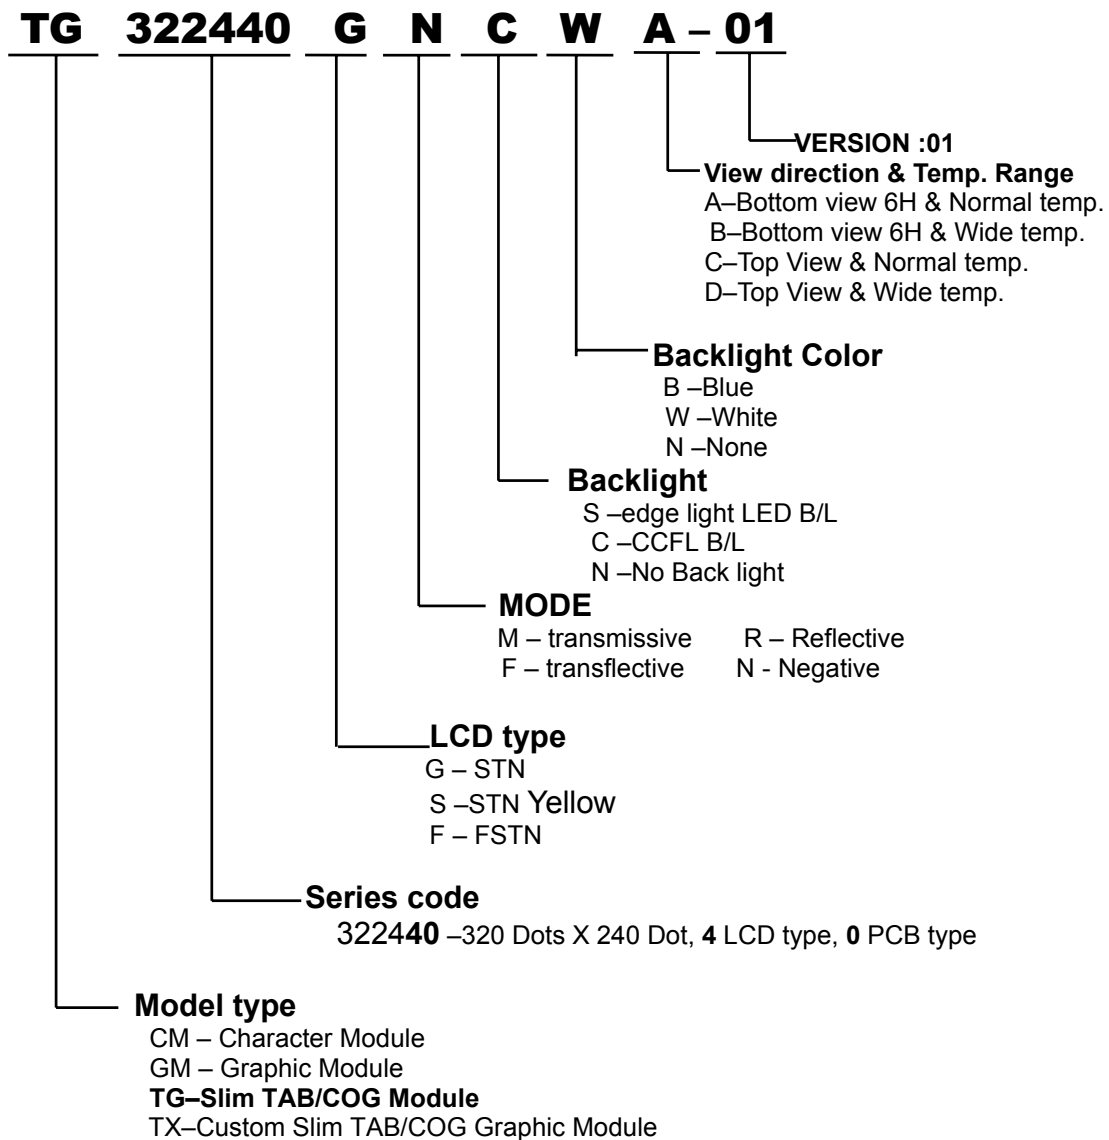 TG 322440 G N C W A – 01
VERSION :01
View direction & Temp. Range
A–Bottom view 6H & Normal temp.
B–Bottom view 6H & Wide temp.
C–Top View & Normal temp.
D–Top View & Wide temp.
Backlight Color
B –Blue
W –White
N –None
Backlight
S –edge light LED B/L
C –CCFL B/L
N –No Back light
MODE
M – transmissive R – Reflective
F – transflective N - Negative
LCD type
G – STN
S –STN Yellow
F – FSTN
Series code
322440 –320 Dots X 240 Dot, 4 LCD type, 0 PCB type
Model type
CM – Character Module
GM – Graphic Module
TG–Slim TAB/COG Module
TX–Custom Slim TAB/COG Graphic Module